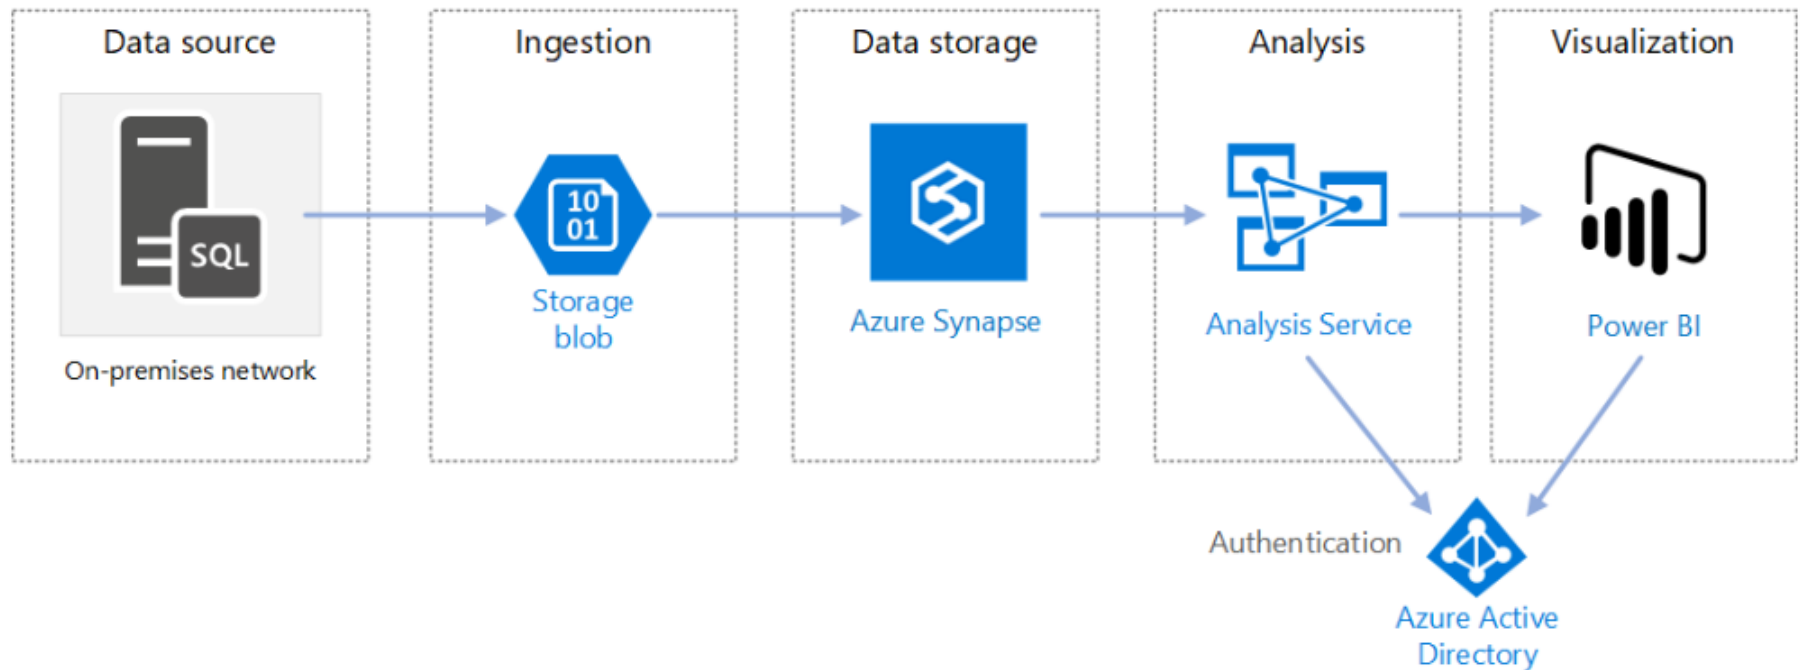 Data source
Ingestion
Data storage
Analysis
Visualization
SQL
10
01
On-premises network
Storage
blob
Azure Synapse
Analysis Service
Power BI
Authentication
Azure Active
Directory